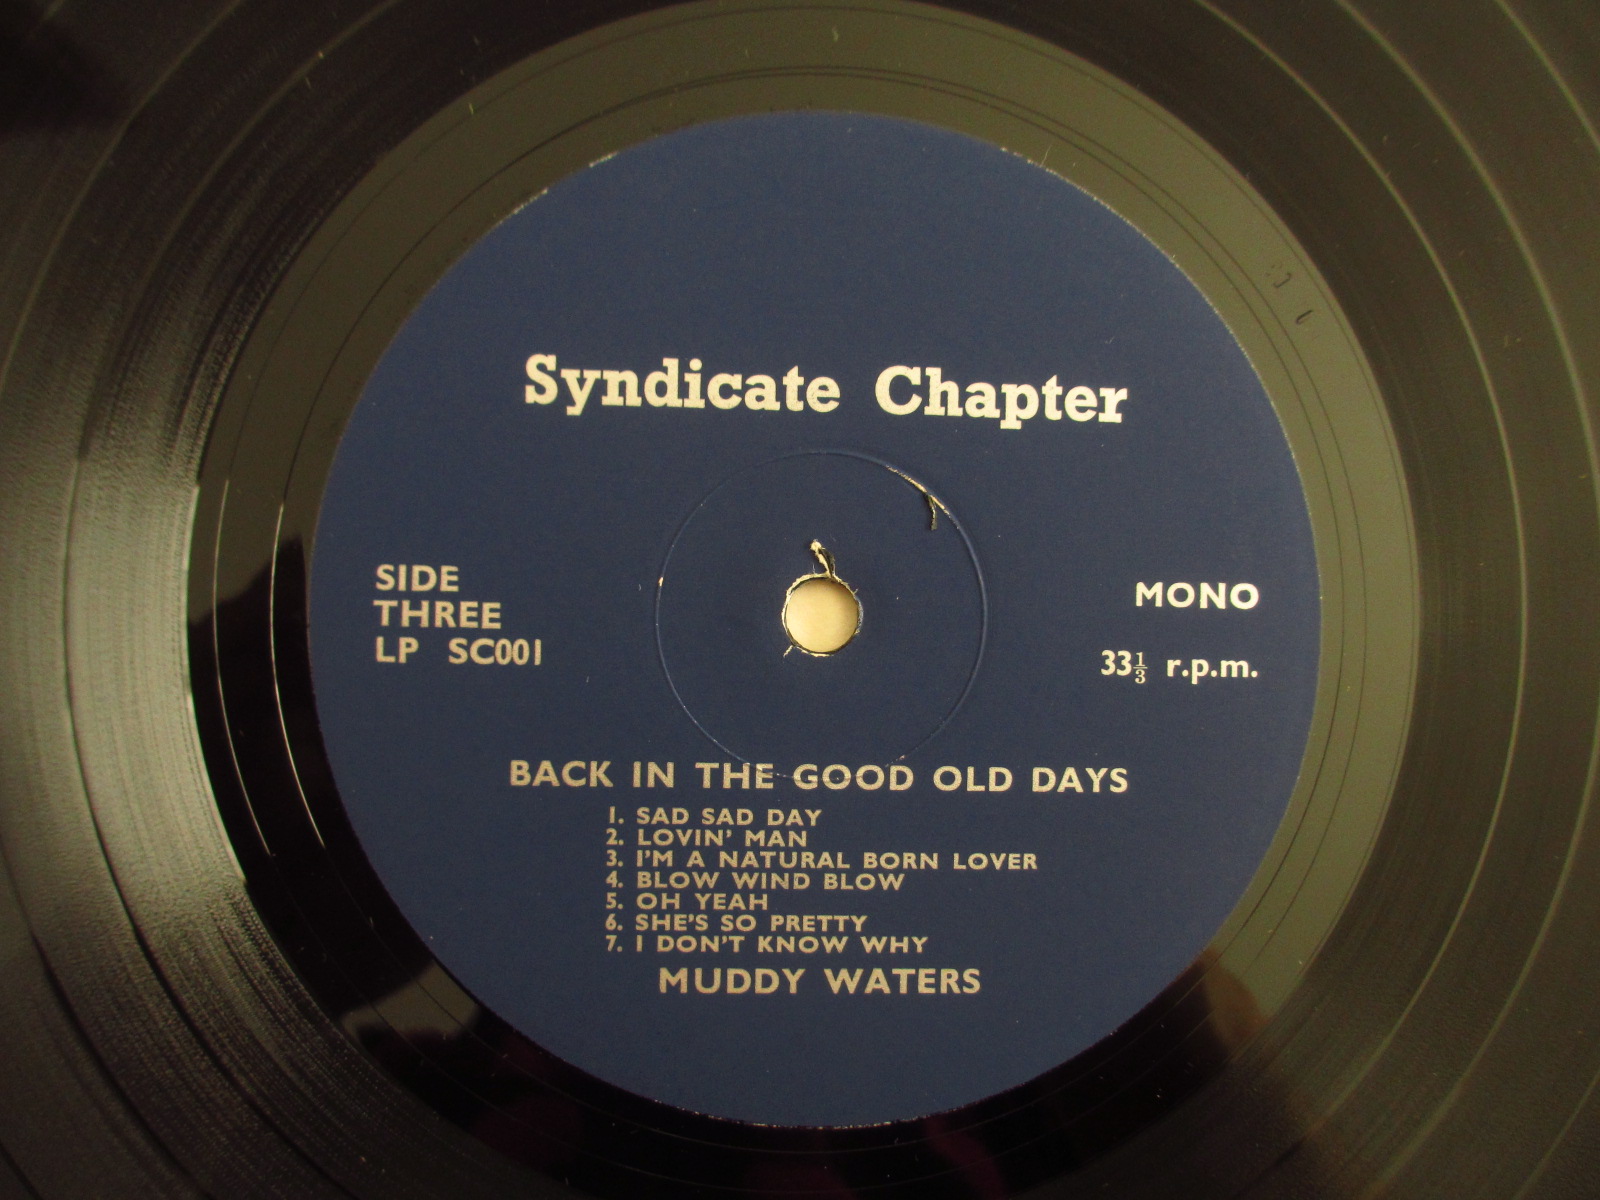 Syndicate Chapter
SIDE
THREE
LP SC001
MONO
33⅓ r.p.m.
BACK IN THE GOOD OLD DAYS
1. SAD SAD DAY
2. LOVIN' MAN
3. I'M A NATURAL BORN LOVER
4. BLOW WIND BLOW
5. OH YEAH
6. SHE'S SO PRETTY
7. I DON'T KNOW WHY
MUDDY WATERS